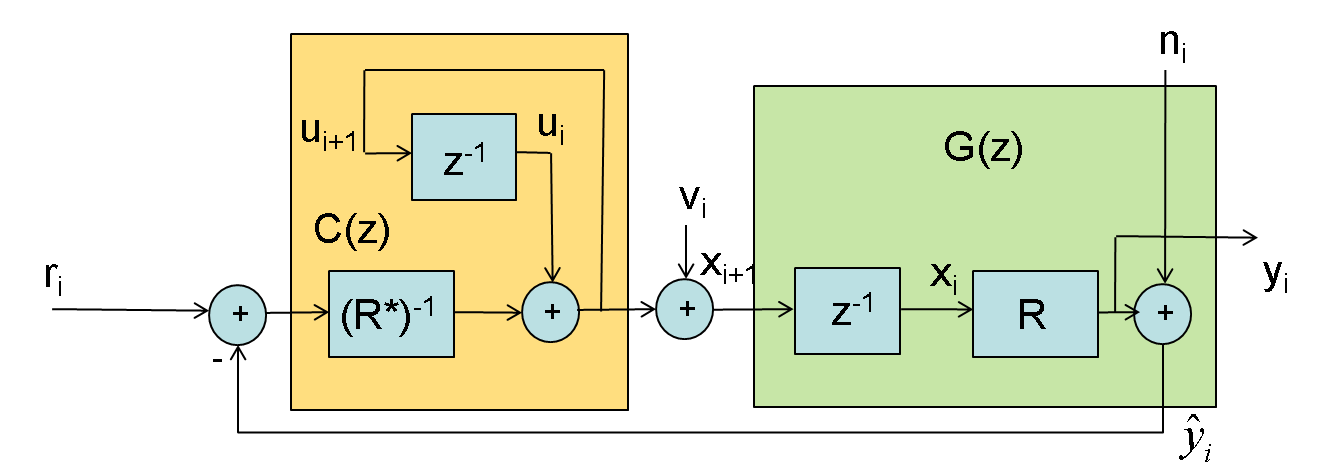 n_i
G(z)
u_{i+1}
z^{-1}
u_i
C(z)
v_i
r_i
+
-
(R*)^{-1}
+
+
x_{i+1}
z^{-1}
x_i
R
+
y_i
ŷ_i